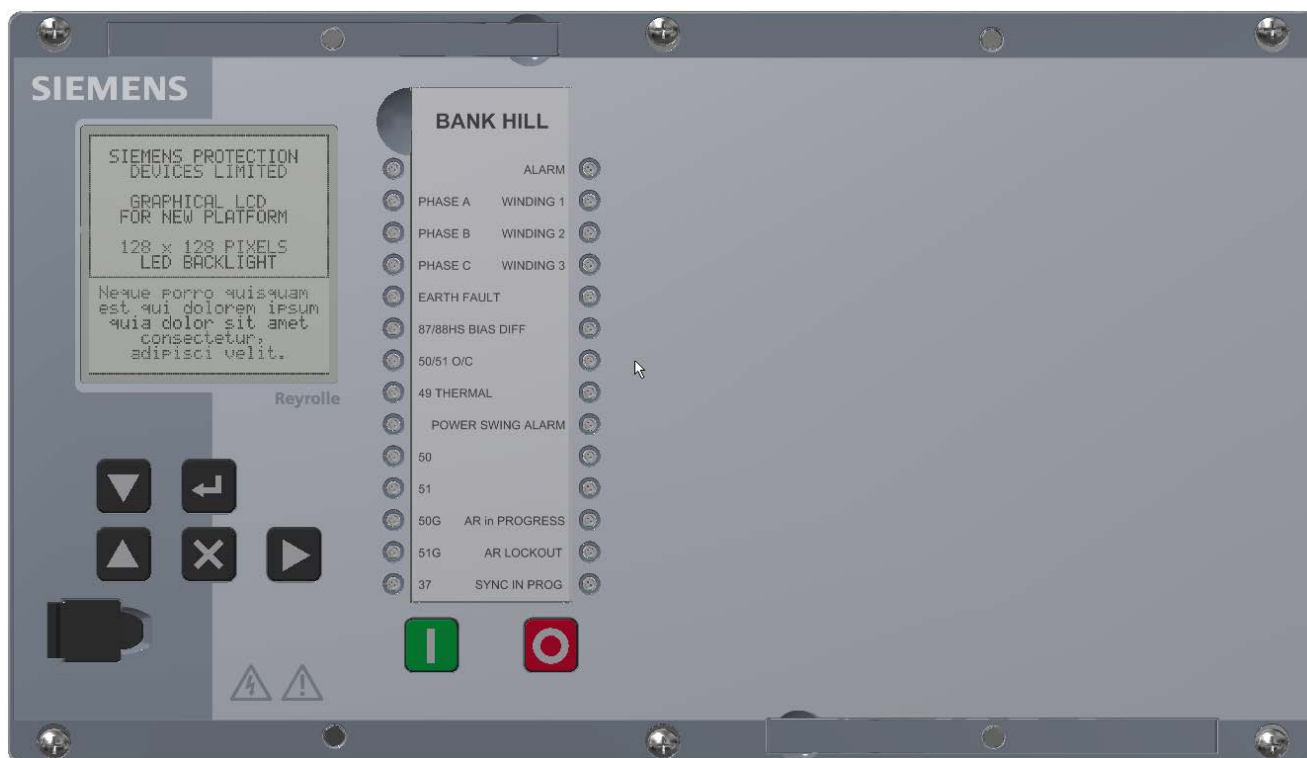 SIEMENS
SIEMENS PROTECTION
DEVICES LIMITED
GRAPHICAL LCD
FOR NEW PLATFORM
128 x 128 PIXELS
LED BACKLIGHT
Neque porro quisquam
est qui dolorem ipsum
quia dolor sit amet
consectetur,
adipisci velit.
Reyrolle
BANK HILL
ALARM
PHASE A WINDING 1
PHASE B WINDING 2
PHASE C WINDING 3
EARTH FAULT
87/88HS BIAS DIFF
50/51 O/C
49 THERMAL
POWER SWING ALARM
50
51
50G AR in PROGRESS
51G AR LOCKOUT
37 SYNC IN PROG